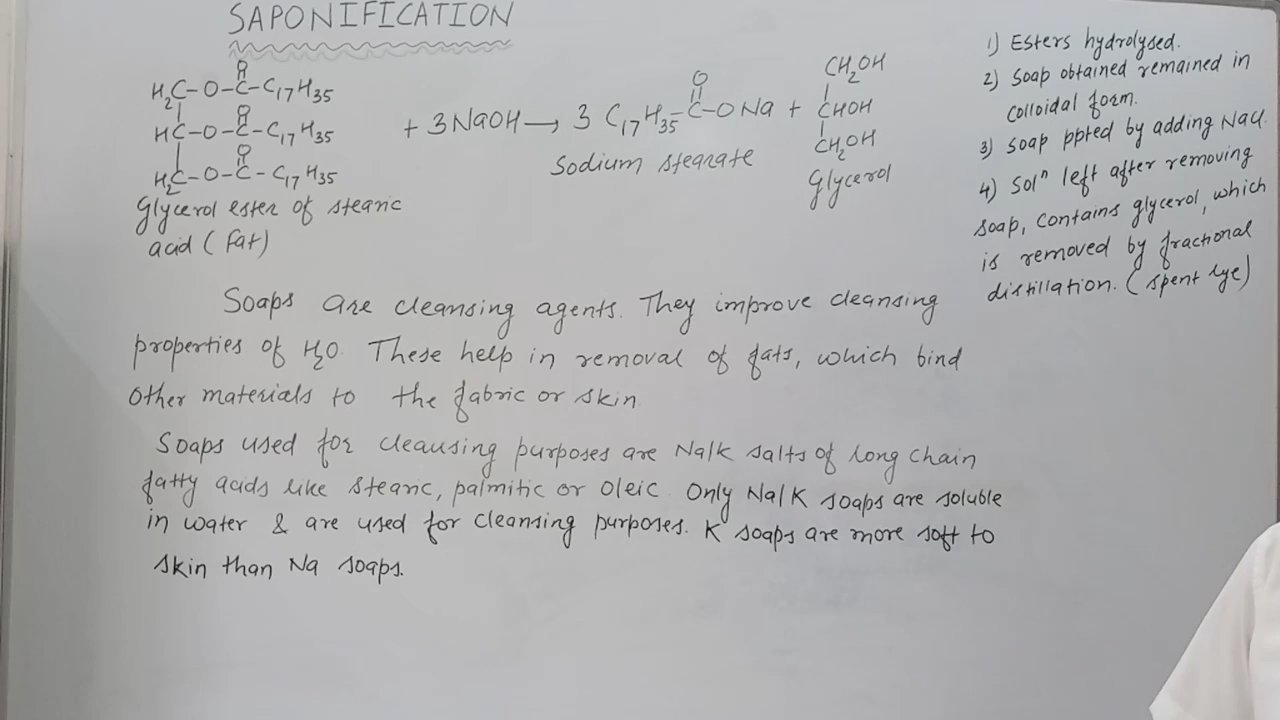 SAPONIFICATION
O
H2C-O-C-C17H35
O
HC-O-C-C17H35
O
H2C-O-C-C17H35
+ 3 NaOH → 3 C17H35-C-O Na +
O
CH2OH
CHOH
CH2OH
Sodium stearate
Glycerol
Glycerol ester of stearic
acid (Fat)
1) Esters hydrolysed.
2) Soap obtained remained in
colloidal form.
3) Soap ppted by adding NaCl.
4) Solⁿ left after removing
soap, contains glycerol, which
is removed by fractional
distillation. (spent lye)
Soaps are cleansing agents. They improve cleansing
properties of H2O. These help in removal of fats, which bind
other materials to the fabric or skin.
Soaps used for cleansing purposes are Na/K salts of long chain
fatty acids like stearic, palmitic or oleic. Only Na/K soaps are soluble
in water & are used for cleansing purposes. K soaps are more soft to
skin than Na soaps.